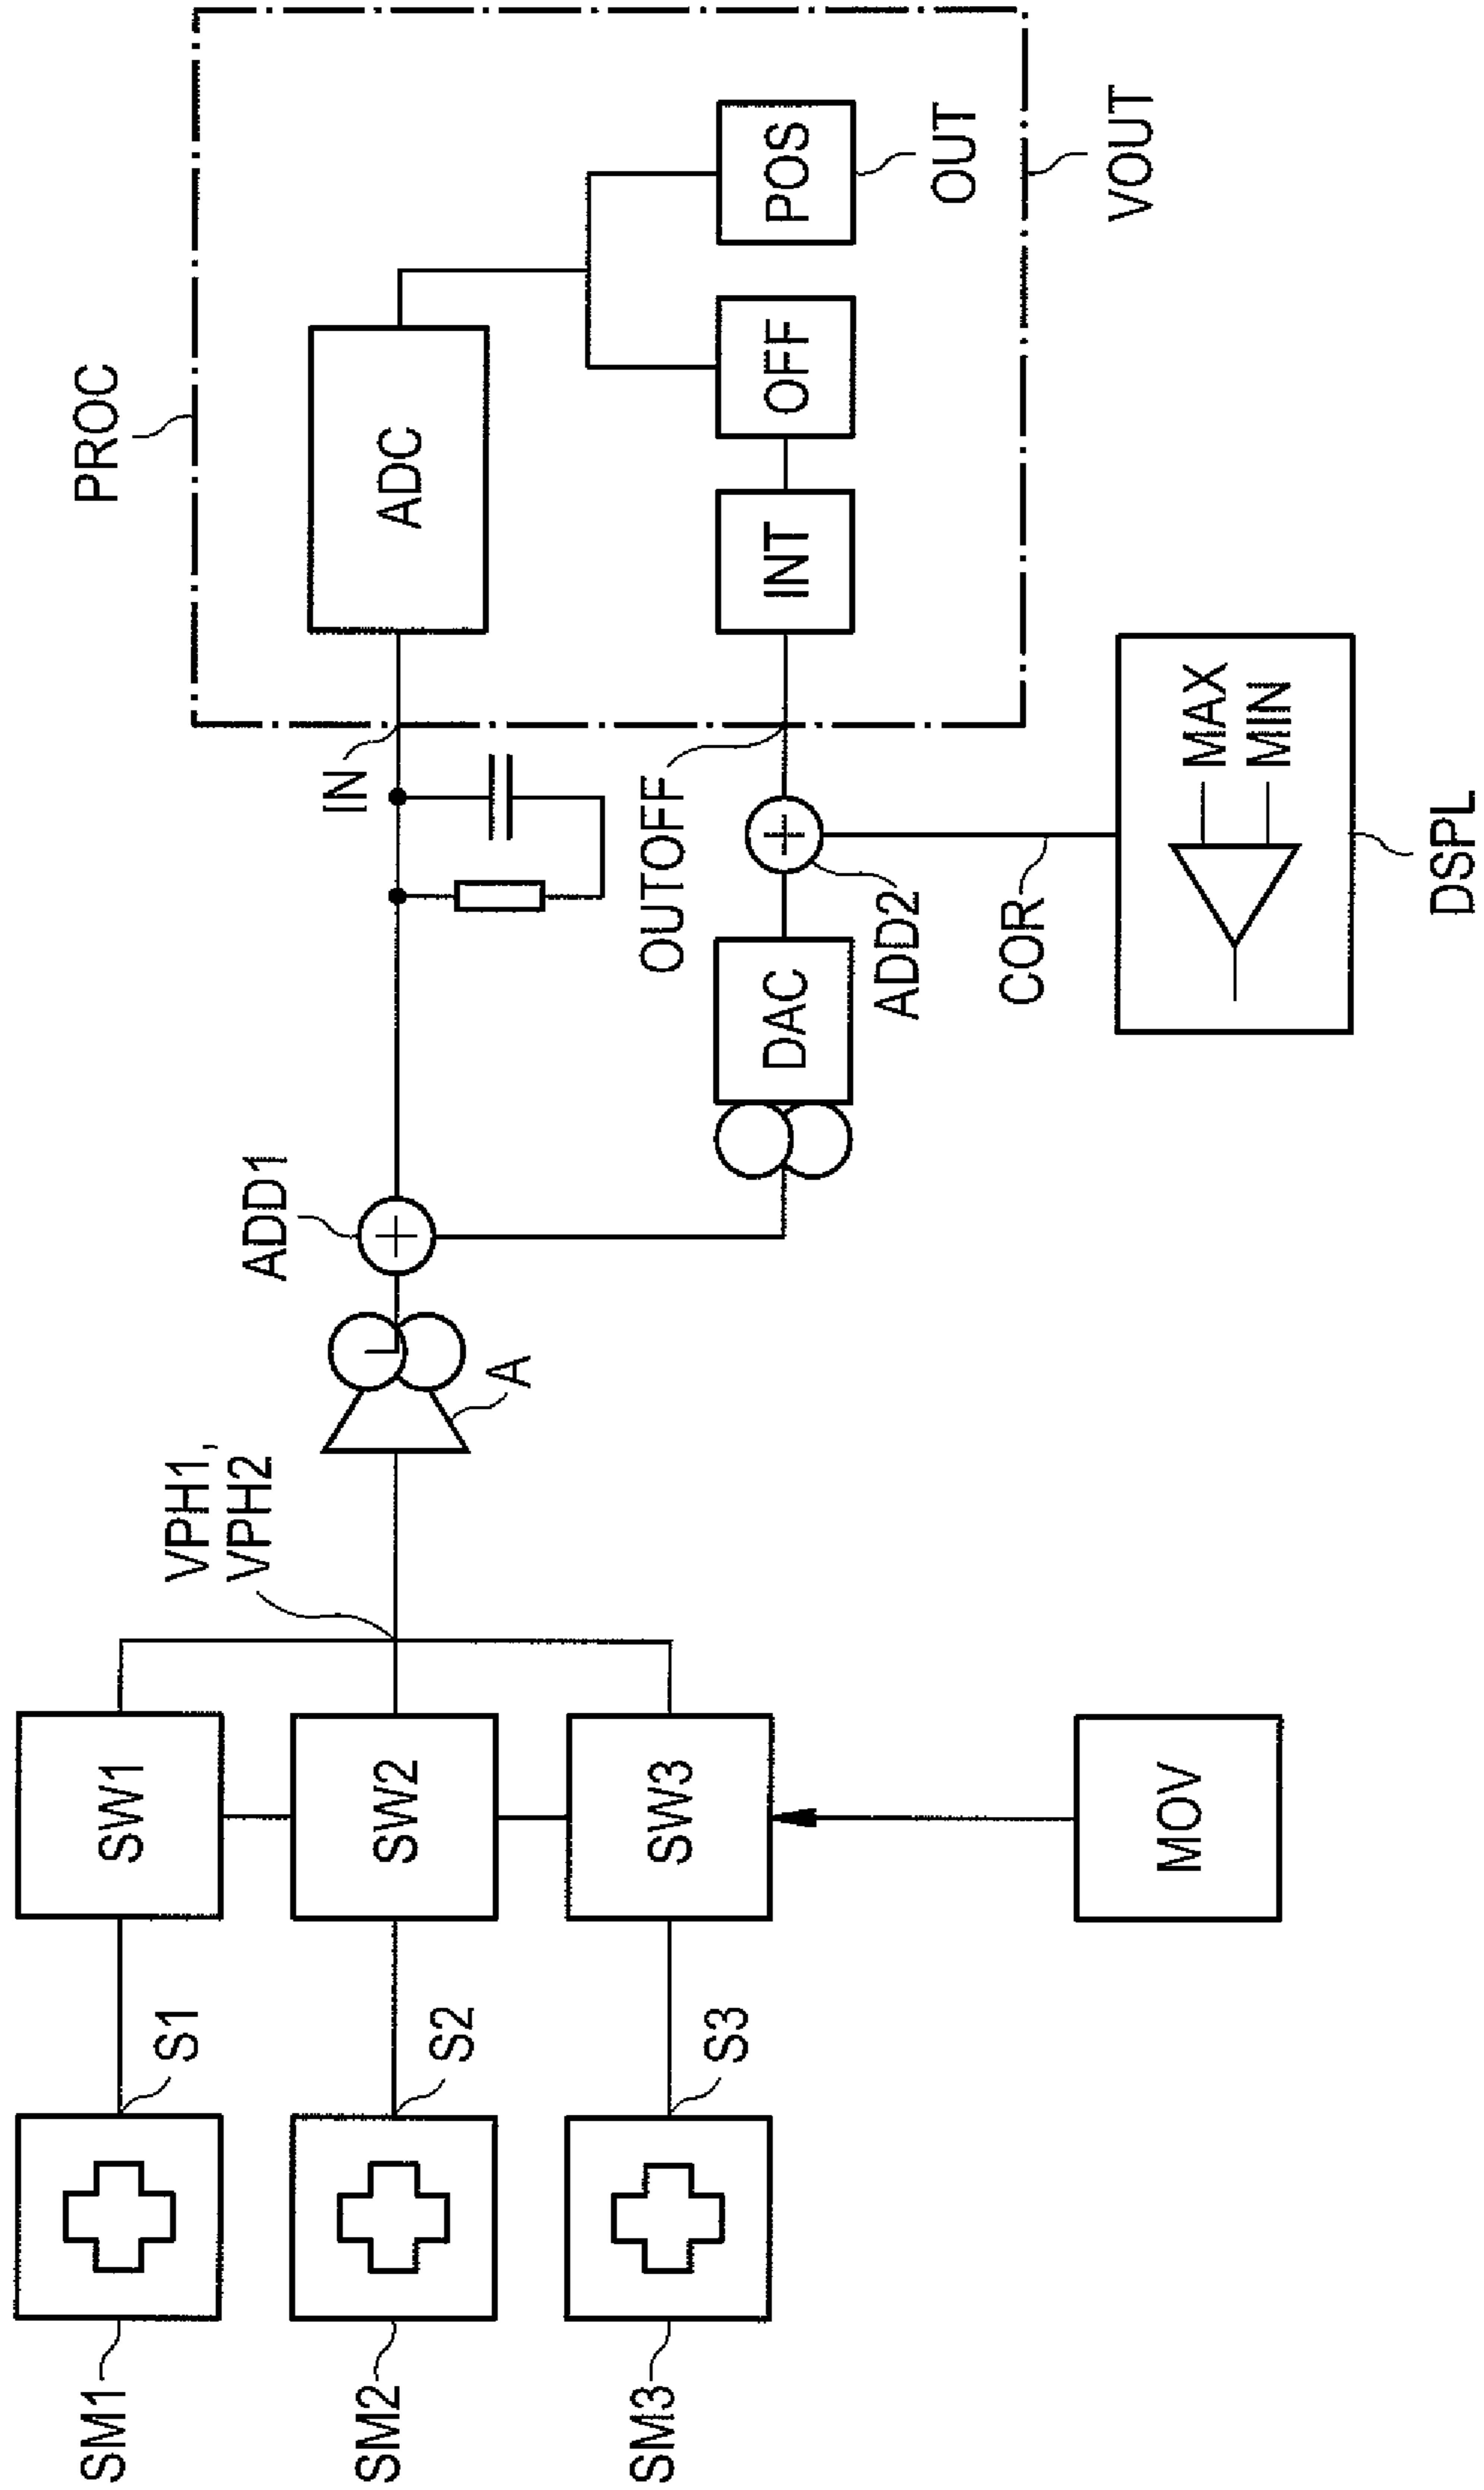 SM1
SM2
SM3
S1
S2
S3
SW1
SW2
SW3
MOV
VPH1,
VPH2
A
ADD1
DAC
ADD2
COR
OUTOFF
IN
DSPL
MAX
MIN
PROC
ADC
INT
OFF
POS
OUT
VOUT